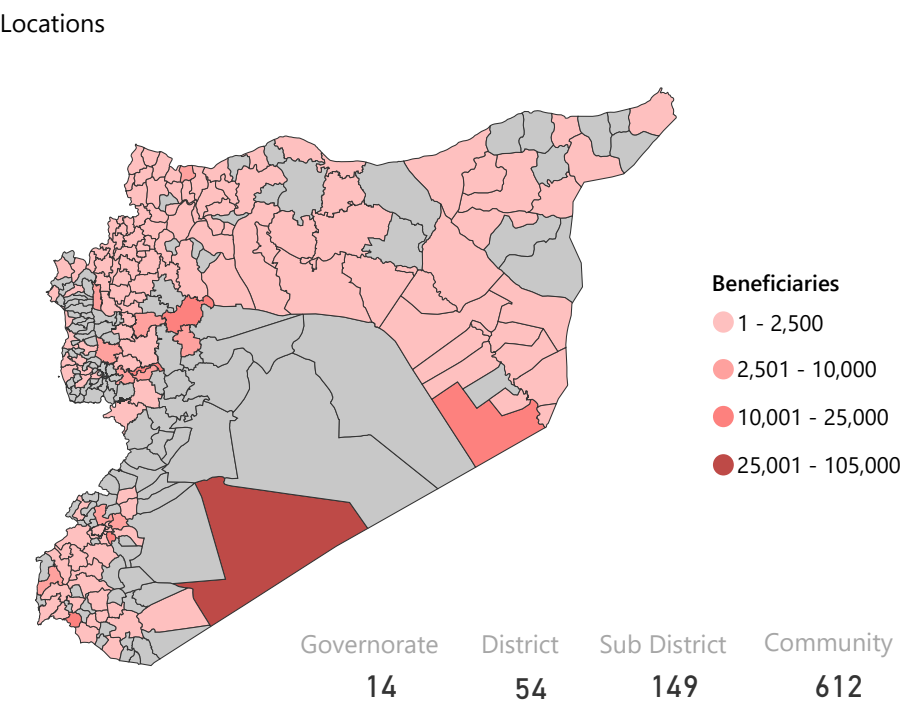 Locations
Beneficiaries
1 - 2,500
2,501 - 10,000
10,001 - 25,000
25,001 - 105,000
Governorate District Sub District Community
14 54 149 612